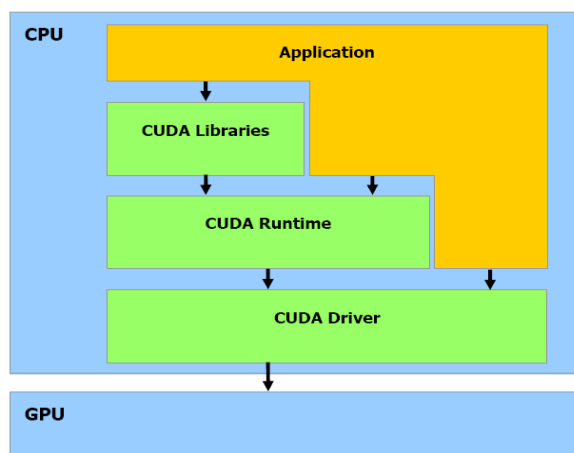 CPU
Application
CUDA Libraries
CUDA Runtime
CUDA Driver
GPU